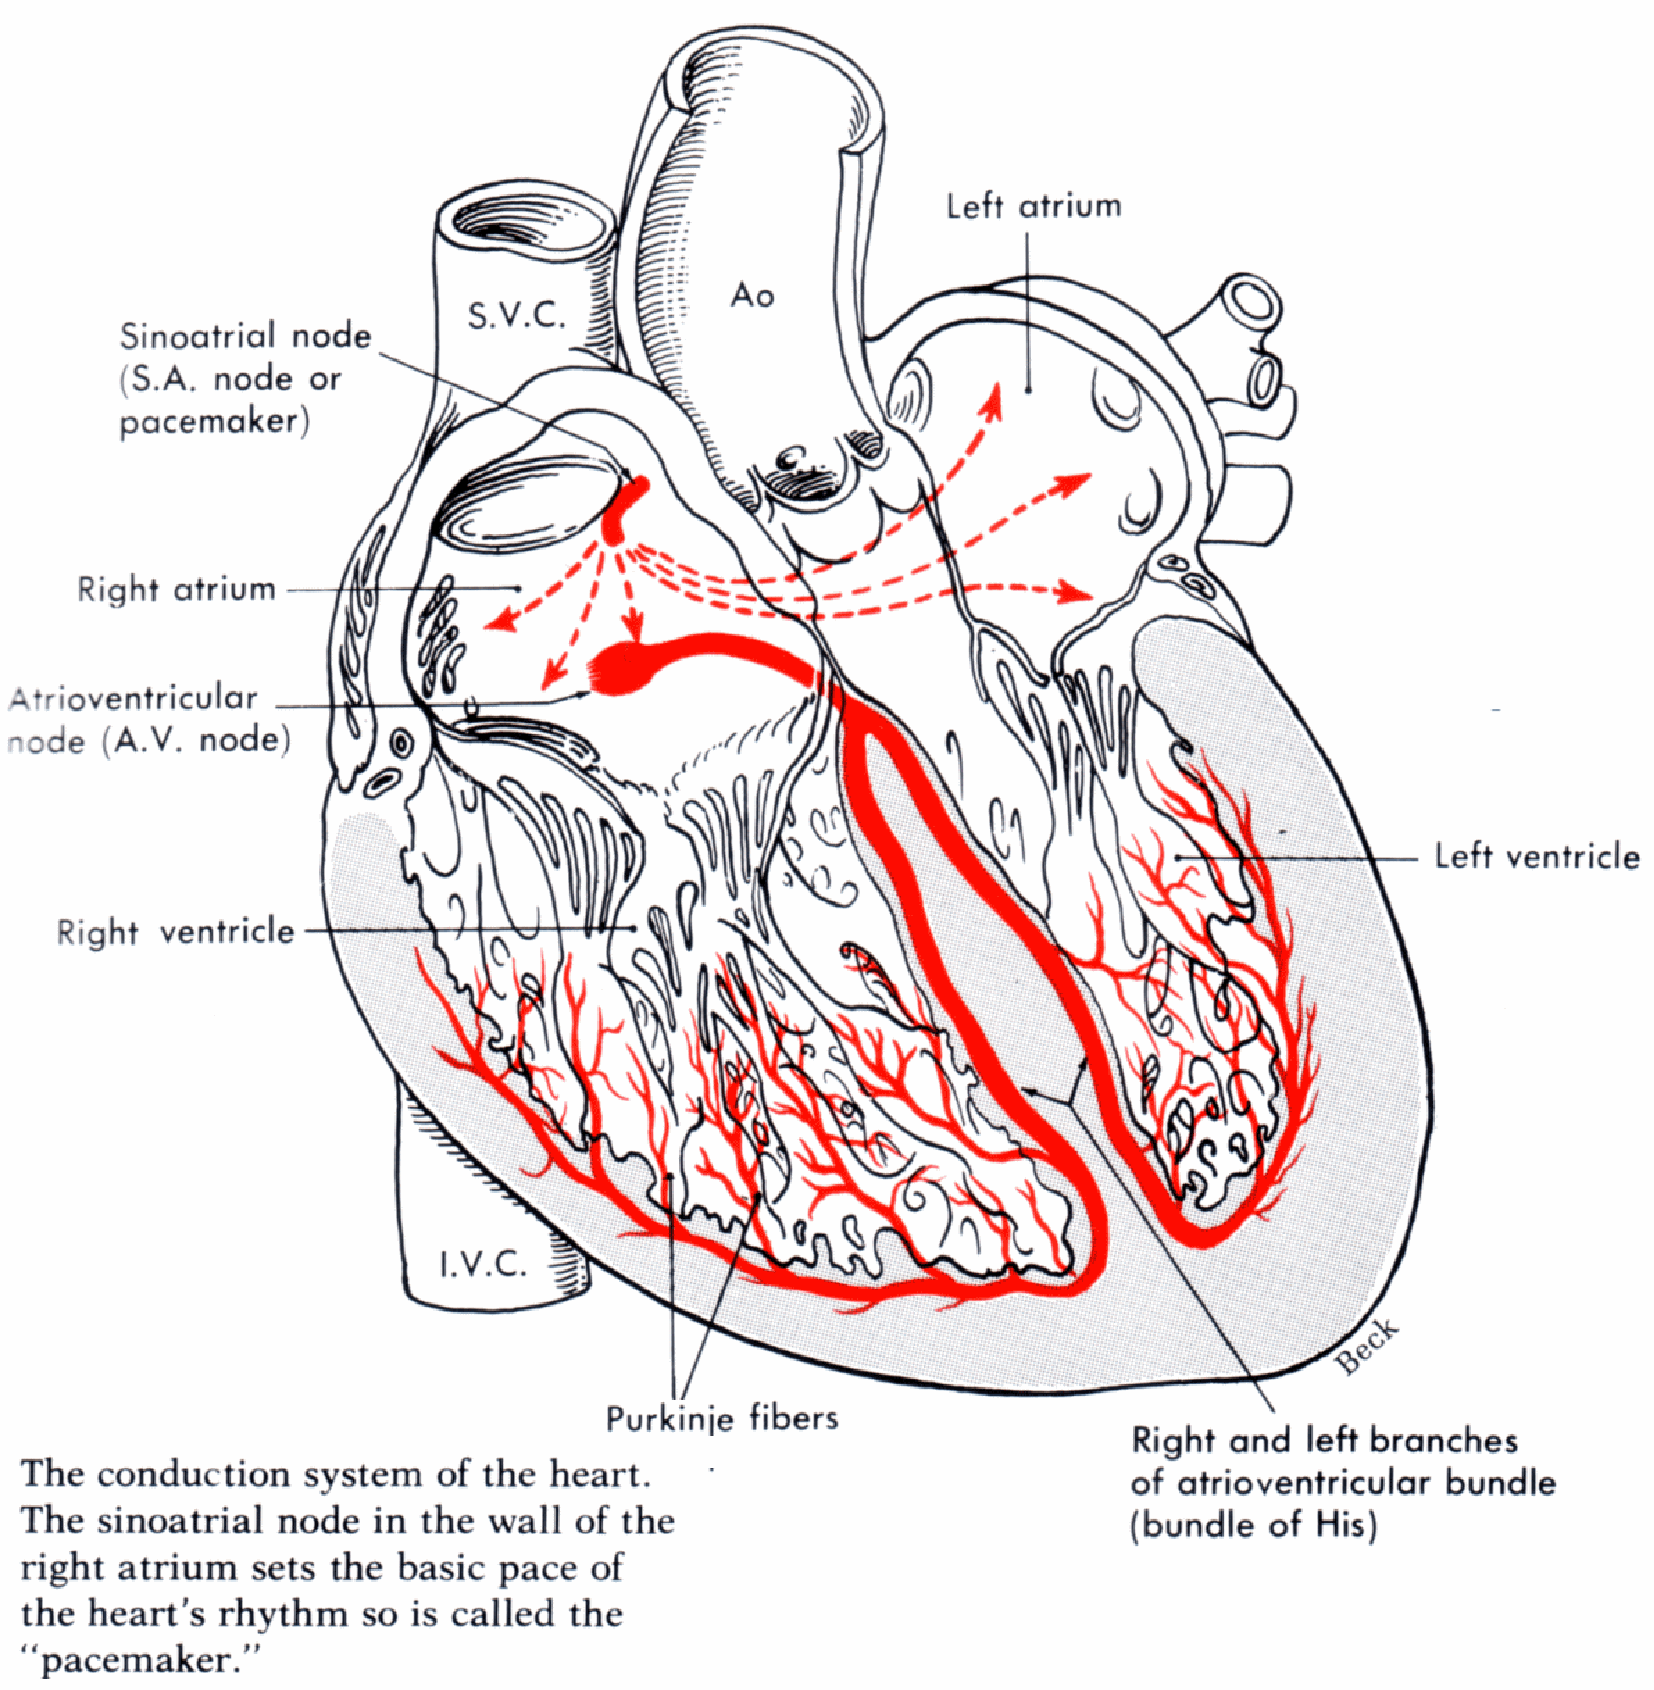 Left atrium
Ao
S.V.C.
Sinoatrial node
(S.A. node or
pacemaker)
Right atrium
Atrioventricular
node (A.V. node)
Left ventricle
Right ventricle
I.V.C.
Beck
Purkinje fibers
Right and left branches
of atrioventricular bundle
(bundle of His)
The conduction system of the heart.
The sinoatrial node in the wall of the
right atrium sets the basic pace of
the heart's rhythm so is called the
“pacemaker.”